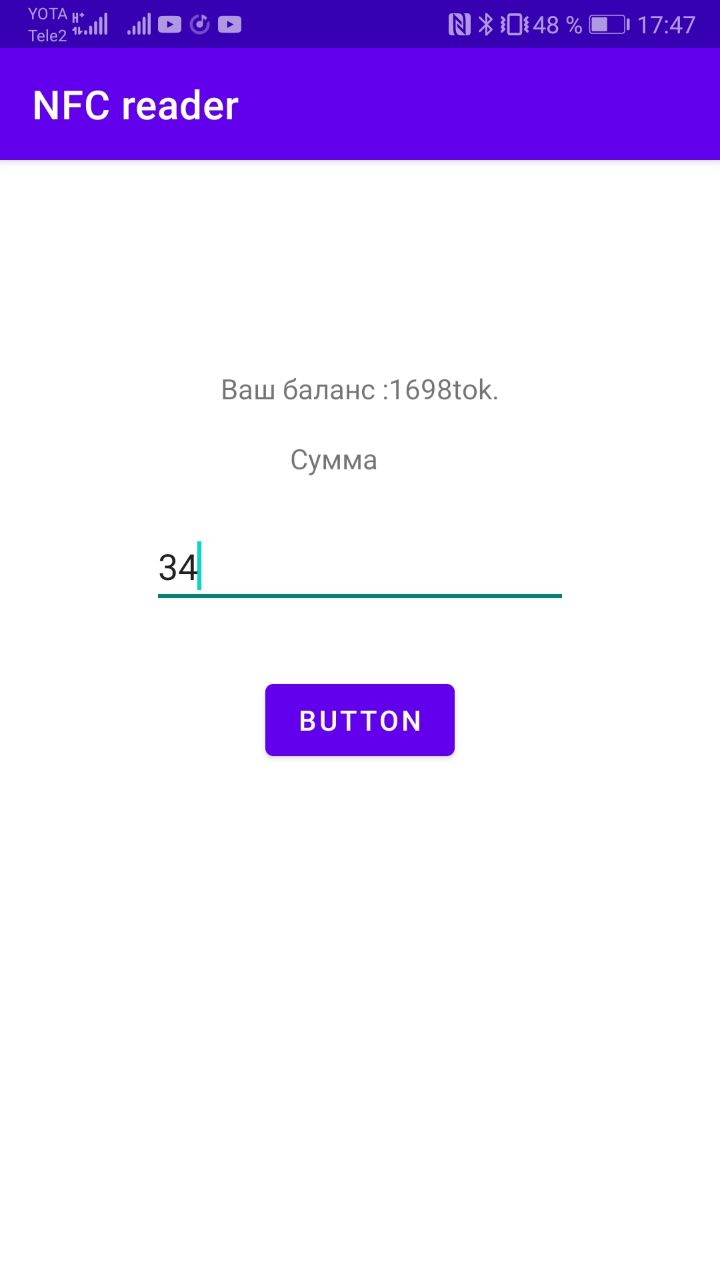 YOTA H+ 48 % 17:47
Tele2
NFC reader
Ваш баланс :1698tok.
Сумма
34
BUTTON